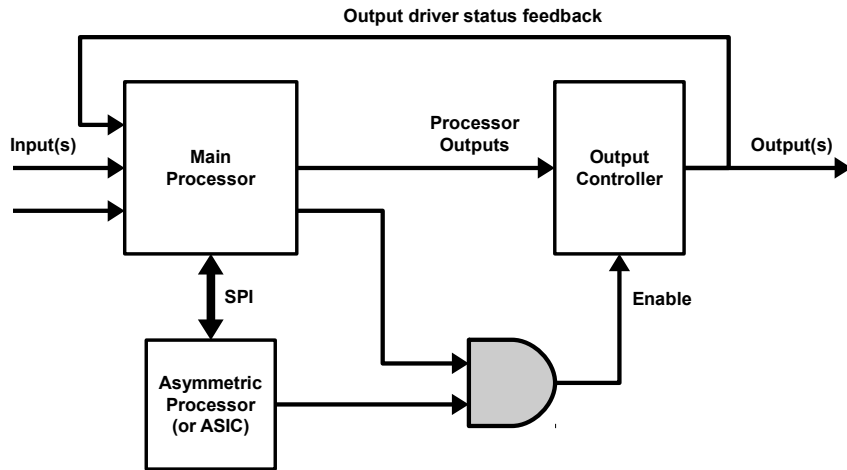 Output driver status feedback
Input(s)
Main
Processor
Processor
Outputs
Output
Controller
Output(s)
SPI
Enable
Asymmetric
Processor
(or ASIC)